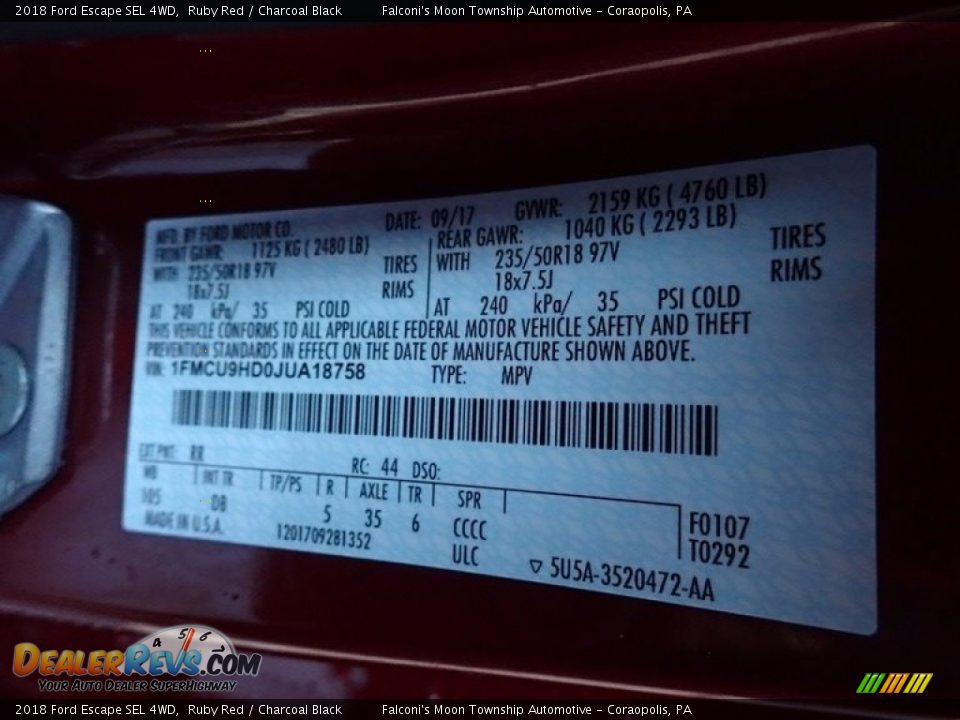 2018 Ford Escape SEL 4WD, Ruby Red / Charcoal Black Falconi's Moon Township Automotive - Coraopolis, PA
MFD. BY FORD MOTOR CO. DATE: 09/17 GVWR: 2159 KG ( 4760 LB)
FRONT GAWR: 1125 KG ( 2480 LB) REAR GAWR: 1040 KG ( 2293 LB)
WITH 235/50R18 97V TIRES WITH 235/50R18 97V TIRES
18x7.5J RIMS 18x7.5J RIMS
AT 240 kPa/ 35 PSI COLD AT 240 kPa/ 35 PSI COLD
THIS VEHICLE CONFORMS TO ALL APPLICABLE FEDERAL MOTOR VEHICLE SAFETY AND THEFT
PREVENTION STANDARDS IN EFFECT ON THE DATE OF MANUFACTURE SHOWN ABOVE.
VIN: 1FMCU9HD0JUA18758 TYPE: MPV
EXT PNT: RR RC: 44 DSO:
WB INT TR TP/PS R AXLE TR SPR
105 DB 5 35 6 CCCC F0107
MADE IN U.S.A. 1201709281352 ULC T0292
5U5A-3520472-AA
DEALERREVS.COM
4 5 6
YOUR AUTO DEALER SUPERHIGHWAY
2018 Ford Escape SEL 4WD, Ruby Red / Charcoal Black Falconi's Moon Township Automotive - Coraopolis, PA